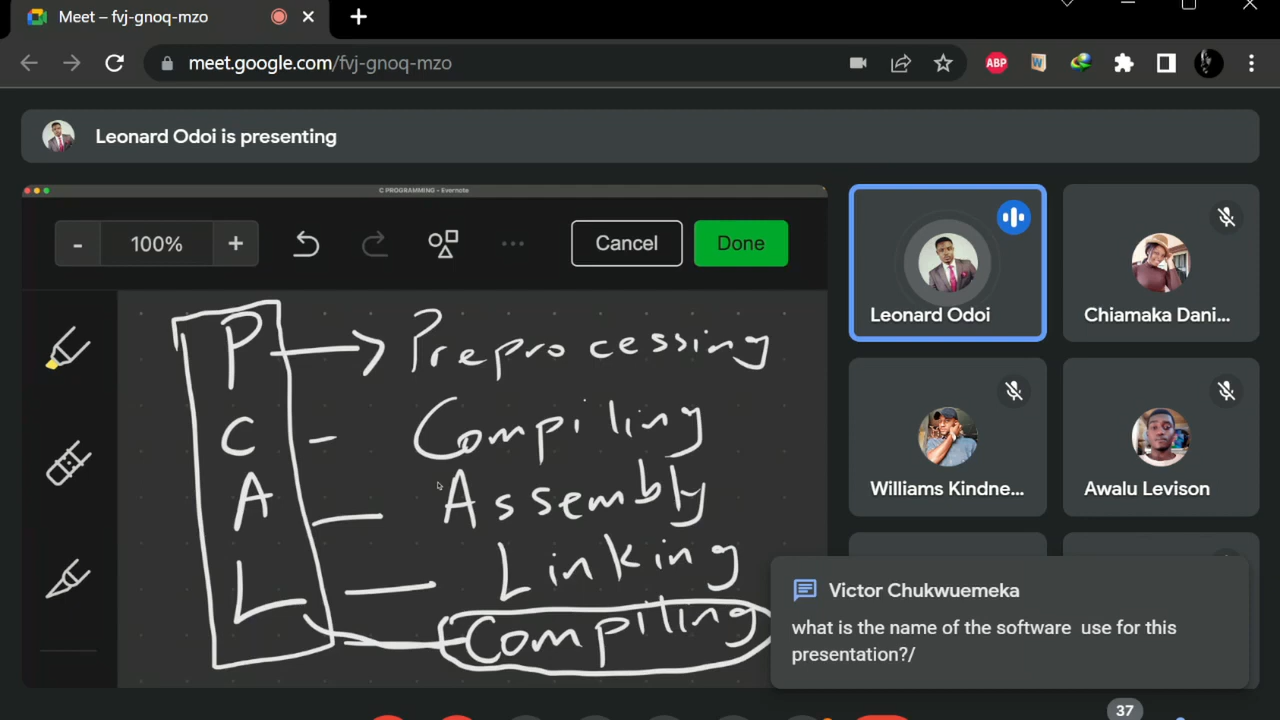 Meet – fvj-gnoq-mzo
meet.google.com/fvj-gnoq-mzo
ABP
W
Leonard Odoi is presenting
C PROGRAMMING - Evernote
- 100% +
Cancel
Done
P → Preprocessing
C – Compiling
A — Assembly
L — Linking
Compiling
Leonard Odoi
Chiamaka Dani...
Williams Kindne...
Awalu Levison
Victor Chukwuemeka
what is the name of the software use for this
presentation?/
37